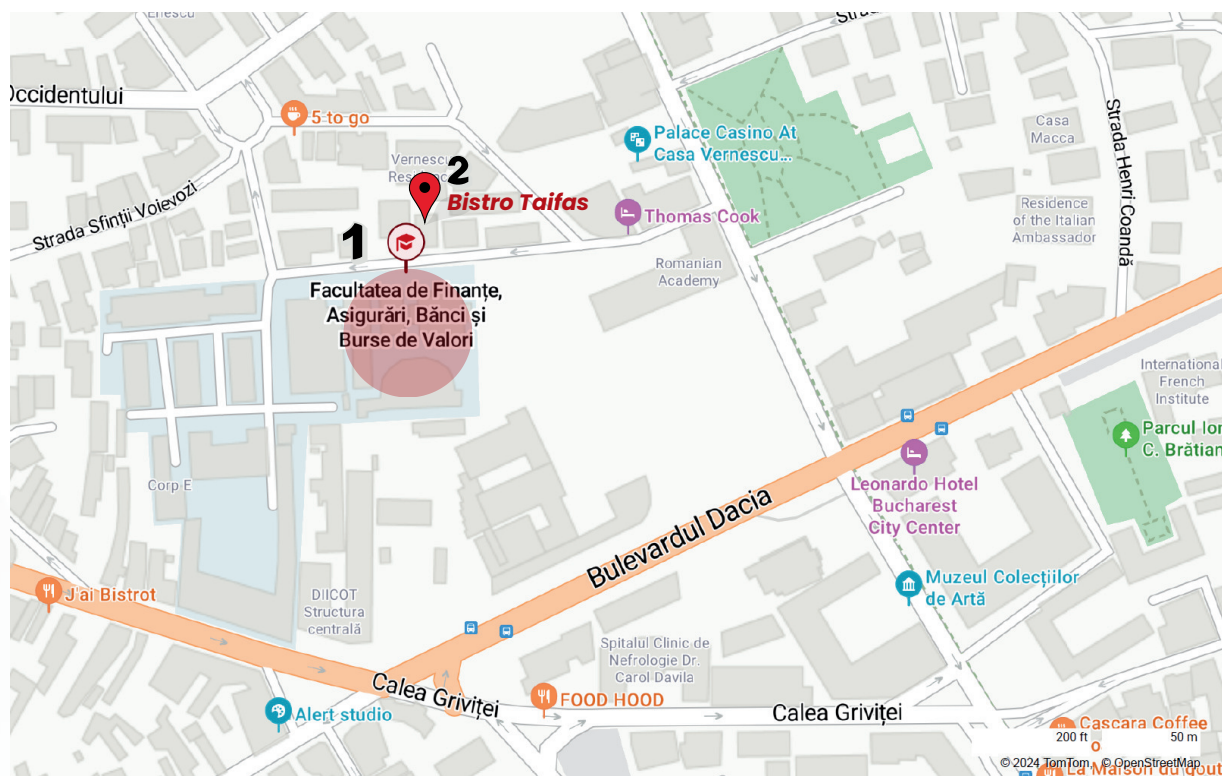 Enescu
Strada
Occidentului
5 to go
Palace Casino At
Casa Vernescu...
Casa
Macca
Strada Henri Coandă
2
Bistro Taifas
Strada Sfinții Voievozi
1
Thomas Cook
Residence
of the Italian
Ambassador
Romanian
Academy
Facultatea de Finanțe,
Asigurări, Bănci și
Burse de Valori
International
French
Institute
Corp E
Leonardo Hotel
Bucharest
City Center
Bulevardul Dacia
J'ai Bistrot
DIICOT
Structura
centrală
Muzeul Colecțiilor
de Artă
Spitalul Clinic de
Nefrologie Dr.
Carol Davila
Calea Griviței
FOOD HOOD
Alert studio
Calea Griviței
Cascara Coffee
200 ft
50 m
© 2024 TomTom, © OpenStreetMap